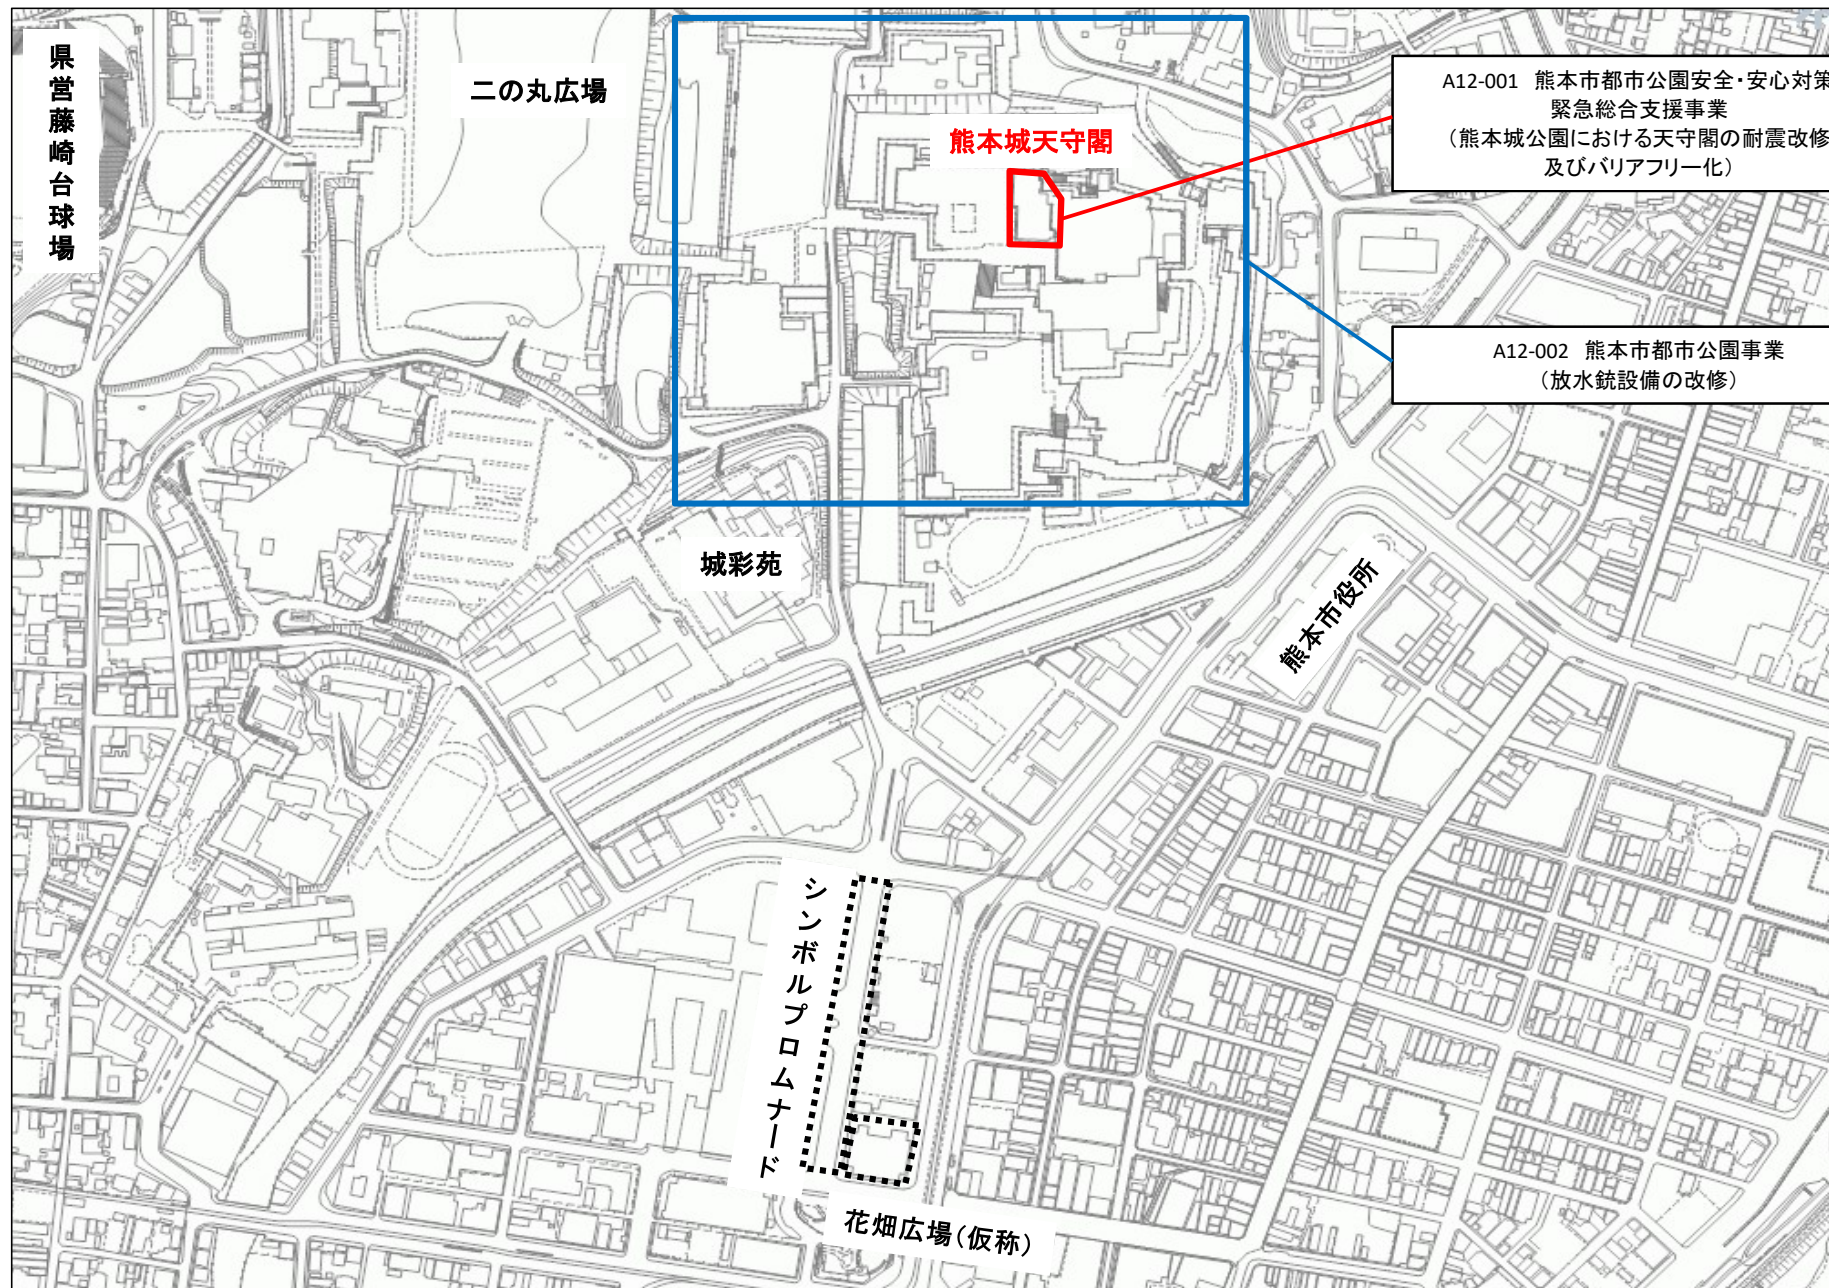 県営藤崎台球場
二の丸広場
熊本城天守閣
A12-001 熊本市都市公園安全・安心対策
緊急総合支援事業
（熊本城公園における天守閣の耐震改修
及びバリアフリー化）
A12-002 熊本市都市公園事業
（放水銃設備の改修）
城彩苑
熊本市役所
シンボルプロムナード
花畑広場（仮称）